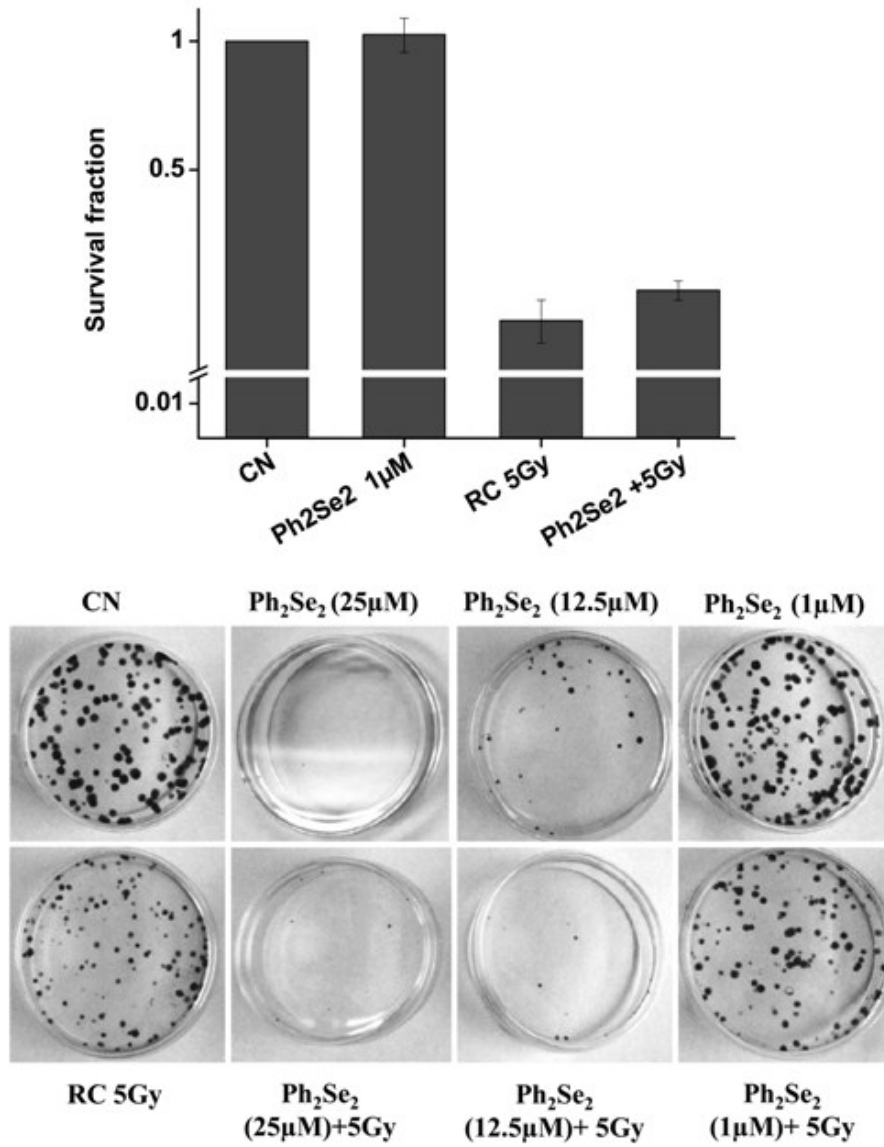 Survival fraction
1
0.5
0.01
CN
Ph2Se2 1µM
RC 5Gy
Ph2Se2 +5Gy
CN
Ph₂Se₂ (25µM)
Ph₂Se₂ (12.5µM)
Ph₂Se₂ (1µM)
RC 5Gy
Ph₂Se₂
(25µM)+5Gy
Ph₂Se₂
(12.5µM)+ 5Gy
Ph₂Se₂
(1µM)+ 5Gy